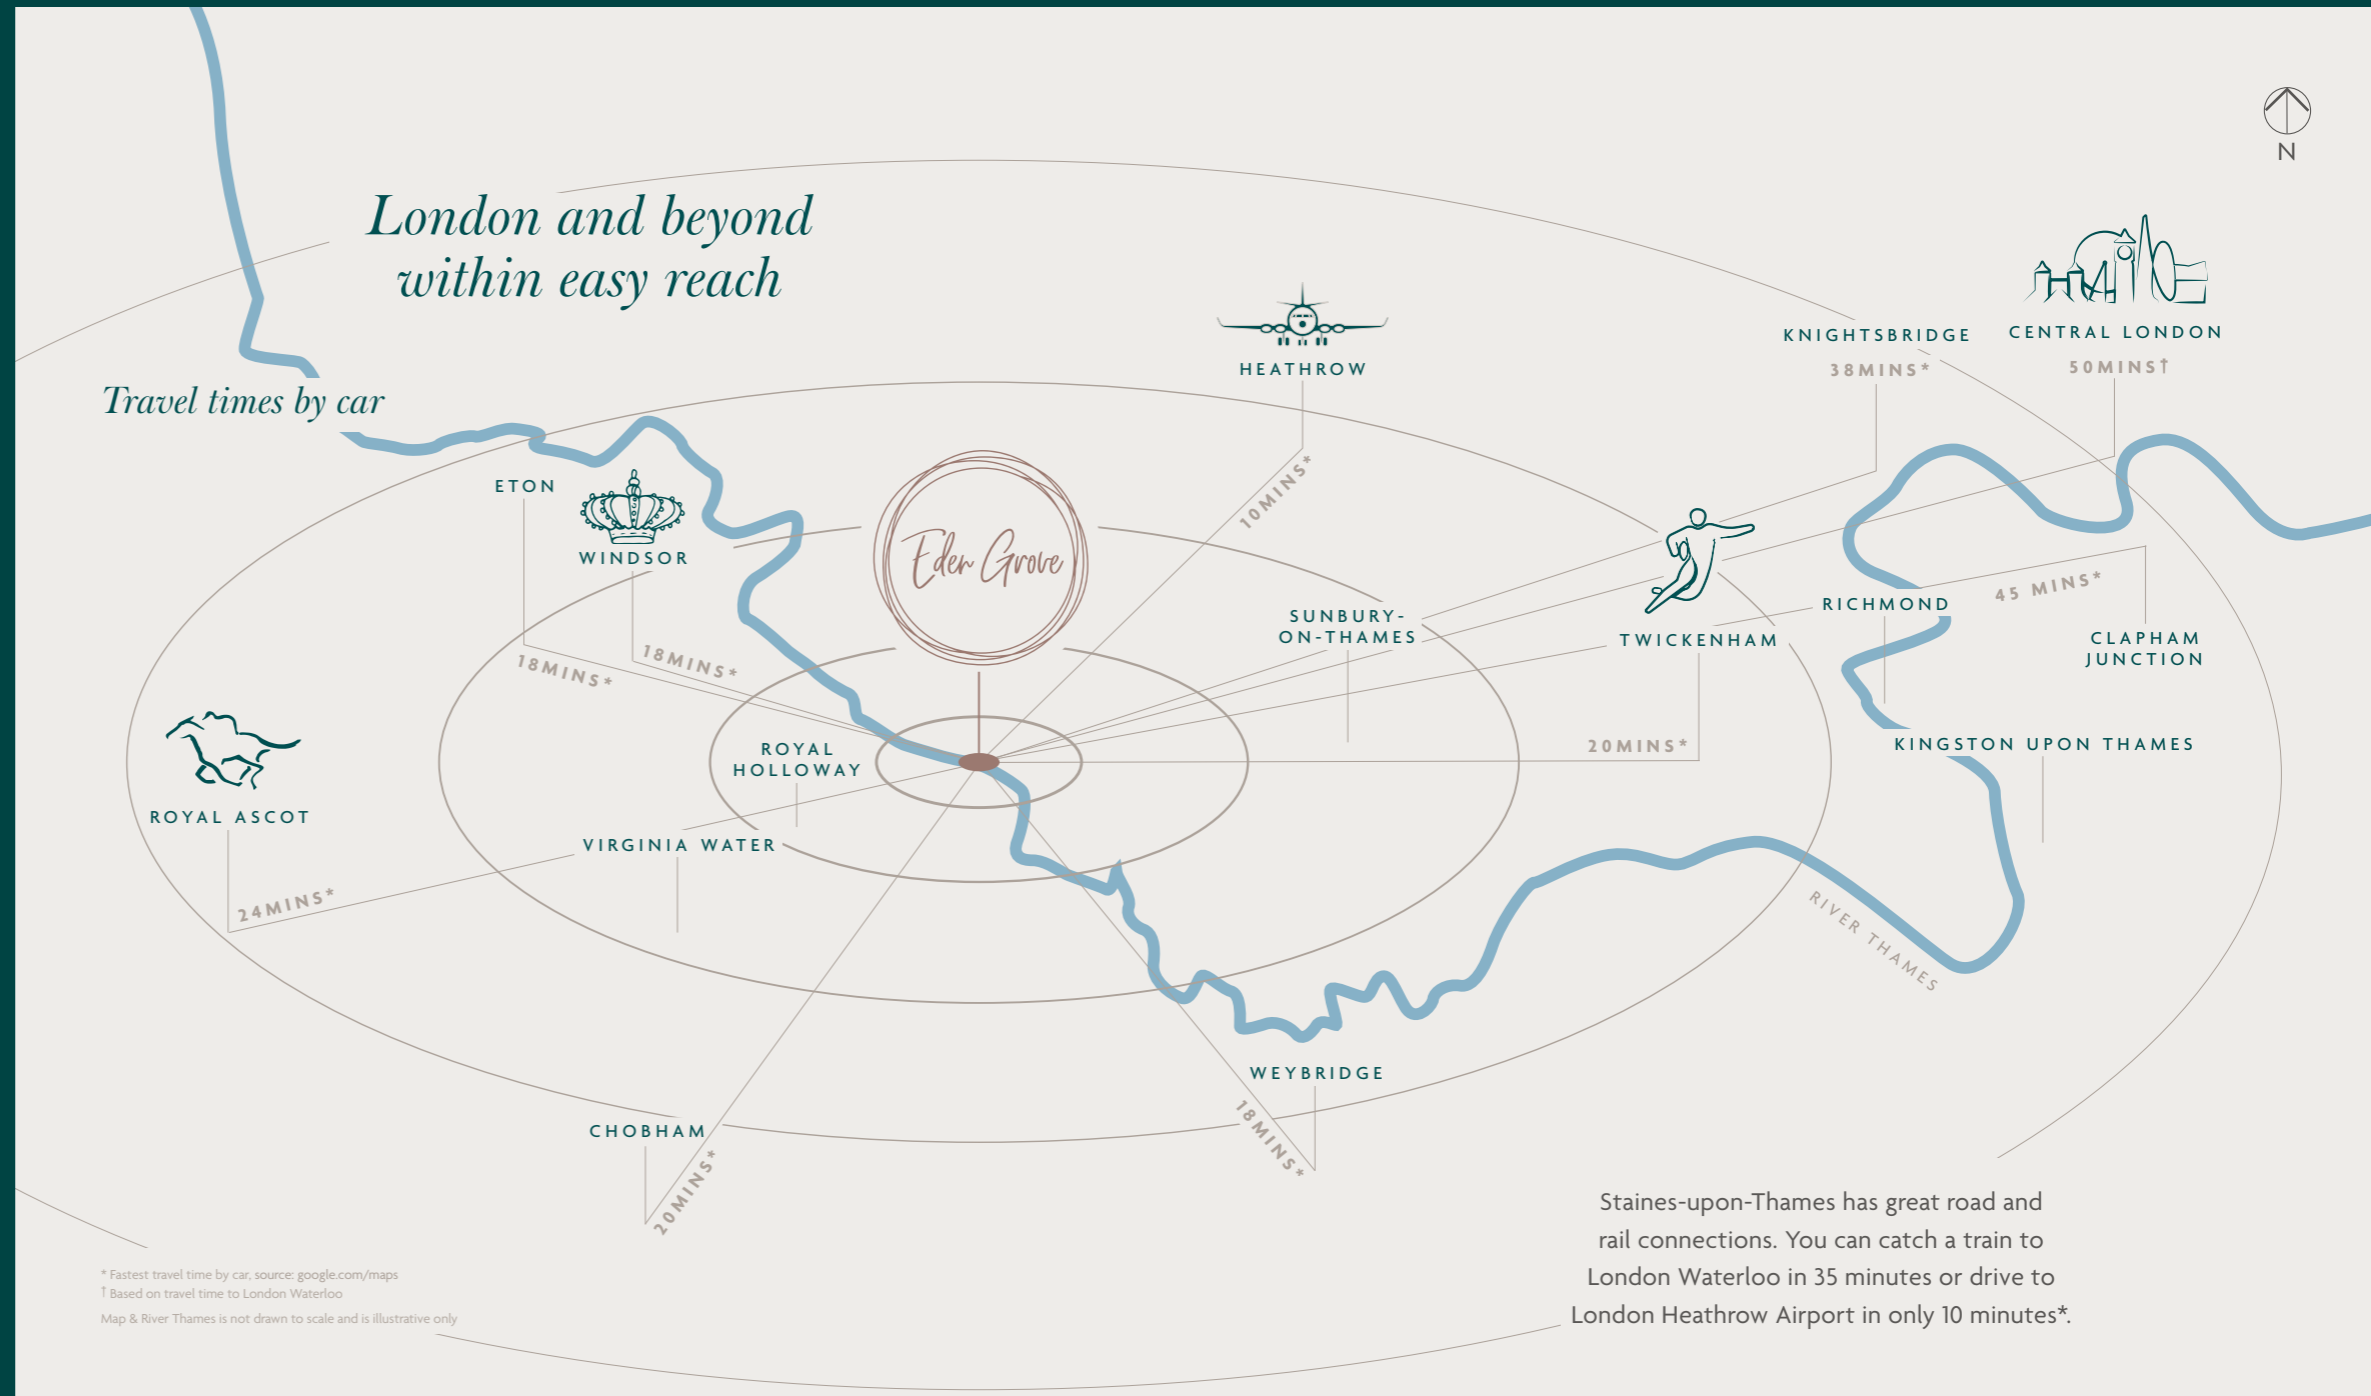 N
London and beyond
within easy reach
Travel times by car
HEATHROW
10MINS*
KNIGHTSBRIDGE
38MINS*
CENTRAL LONDON
50MINS†
ETON
18MINS*
WINDSOR
18MINS*
Eden Grove
SUNBURY-
ON-THAMES
TWICKENHAM
20MINS*
RICHMOND
45 MINS*
CLAPHAM
JUNCTION
KINGSTON UPON THAMES
ROYAL
HOLLOWAY
ROYAL ASCOT
24MINS*
VIRGINIA WATER
RIVER THAMES
WEYBRIDGE
18MINS*
CHOBHAM
20MINS*
Staines-upon-Thames has great road and
rail connections. You can catch a train to
London Waterloo in 35 minutes or drive to
London Heathrow Airport in only 10 minutes*.
* Fastest travel time by car, source: google.com/maps
† Based on travel time to London Waterloo
Map & River Thames is not drawn to scale and is illustrative only